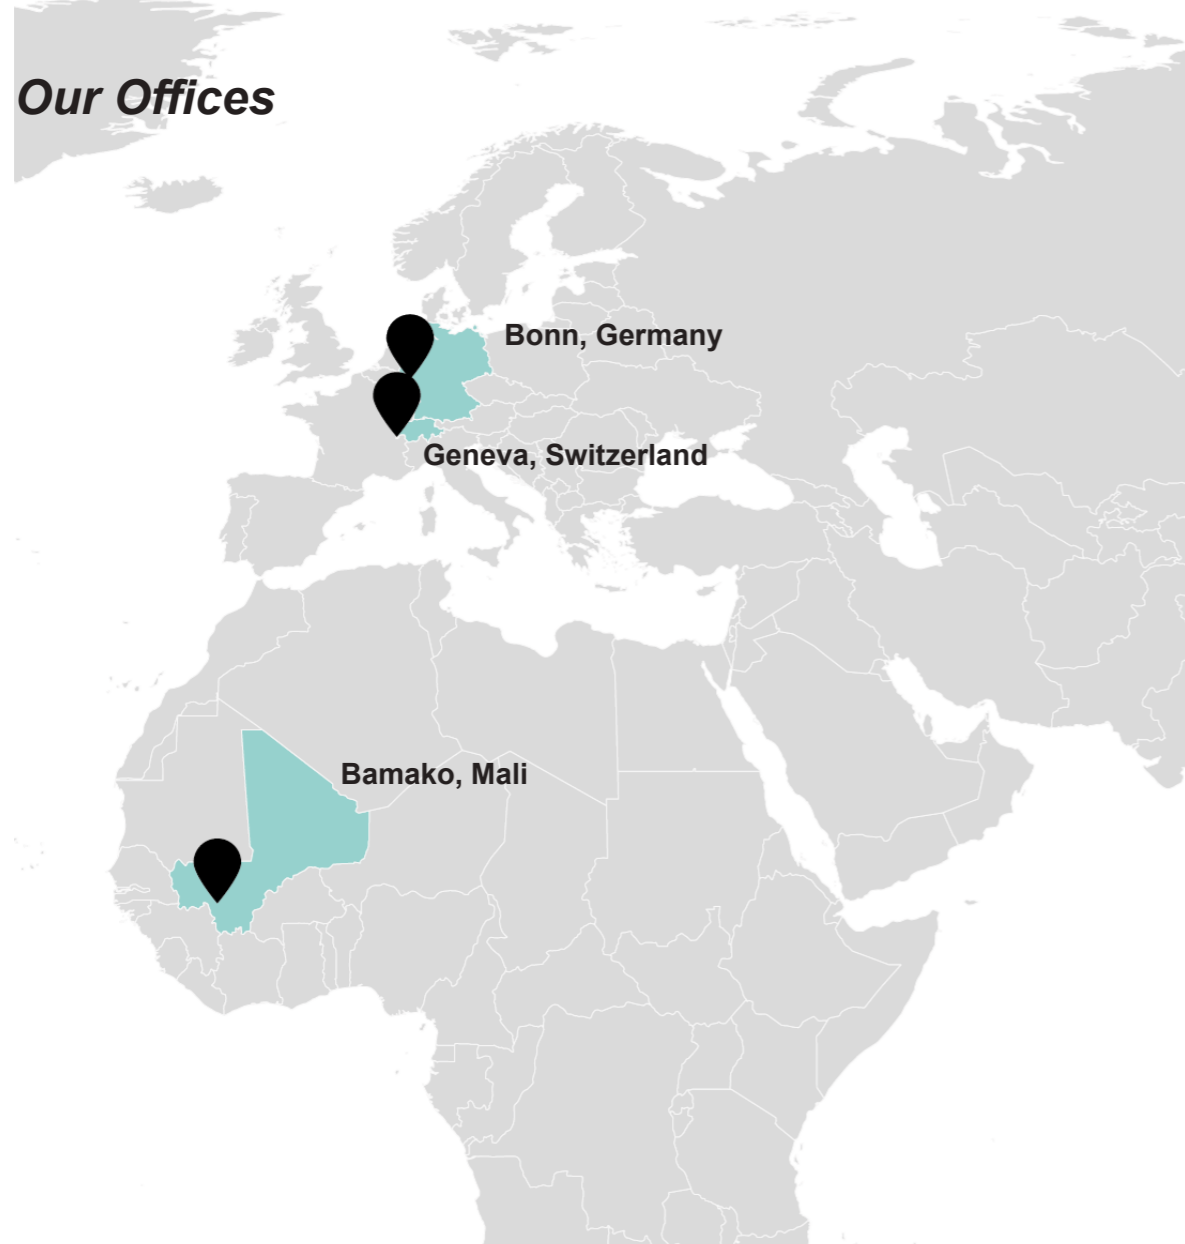 Our Offices
Bonn, Germany
Geneva, Switzerland
Bamako, Mali